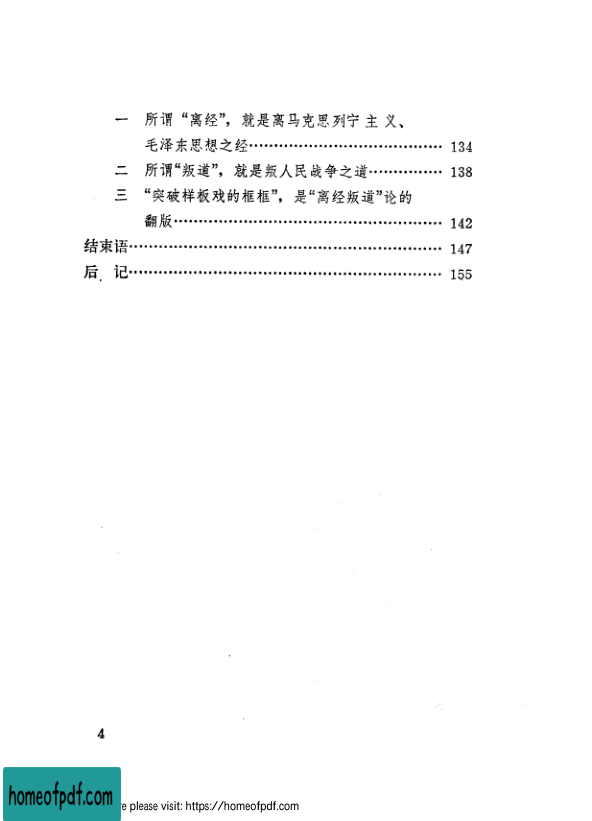 一 所谓“离经”，就是离马克思列宁主义、
毛泽东思想之经…………………………………… 134
二 所谓“叛道”，就是叛人民战争之道…………… 138
三 “突破样板戏的框框”，是“离经叛道”论的
翻版………………………………………………… 142
结束语………………………………………………………… 147
后 记………………………………………………………… 155
4
homeofpdf.com
re please visit: https://homeofpdf.com